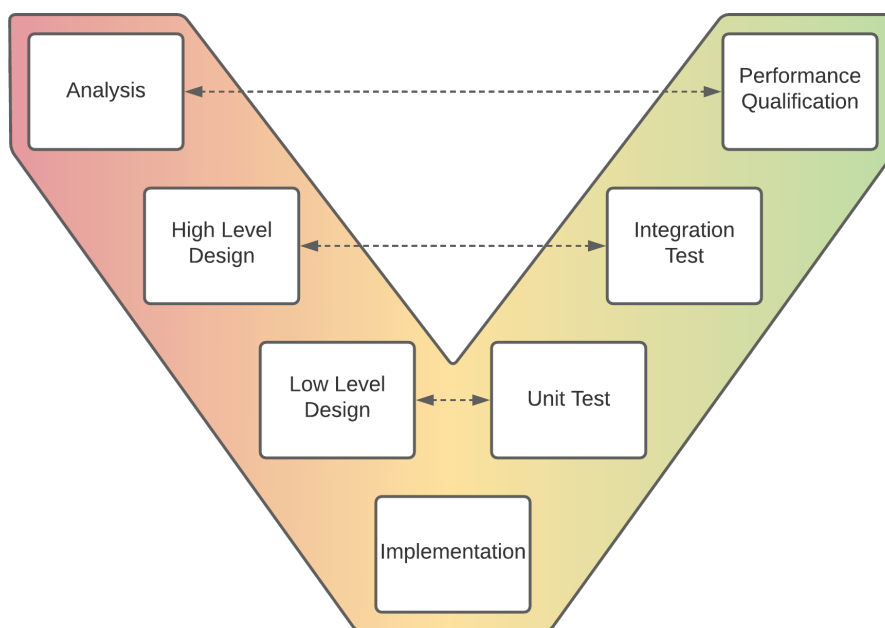 Analysis
Performance
Qualification
High Level
Design
Integration
Test
Low Level
Design
Unit Test
Implementation